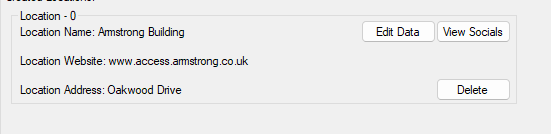 Location - 0
Location Name: Armstrong Building
Edit Data
View Socials
Location Website: www.access.armstrong.co.uk
Location Address: Oakwood Drive
Delete